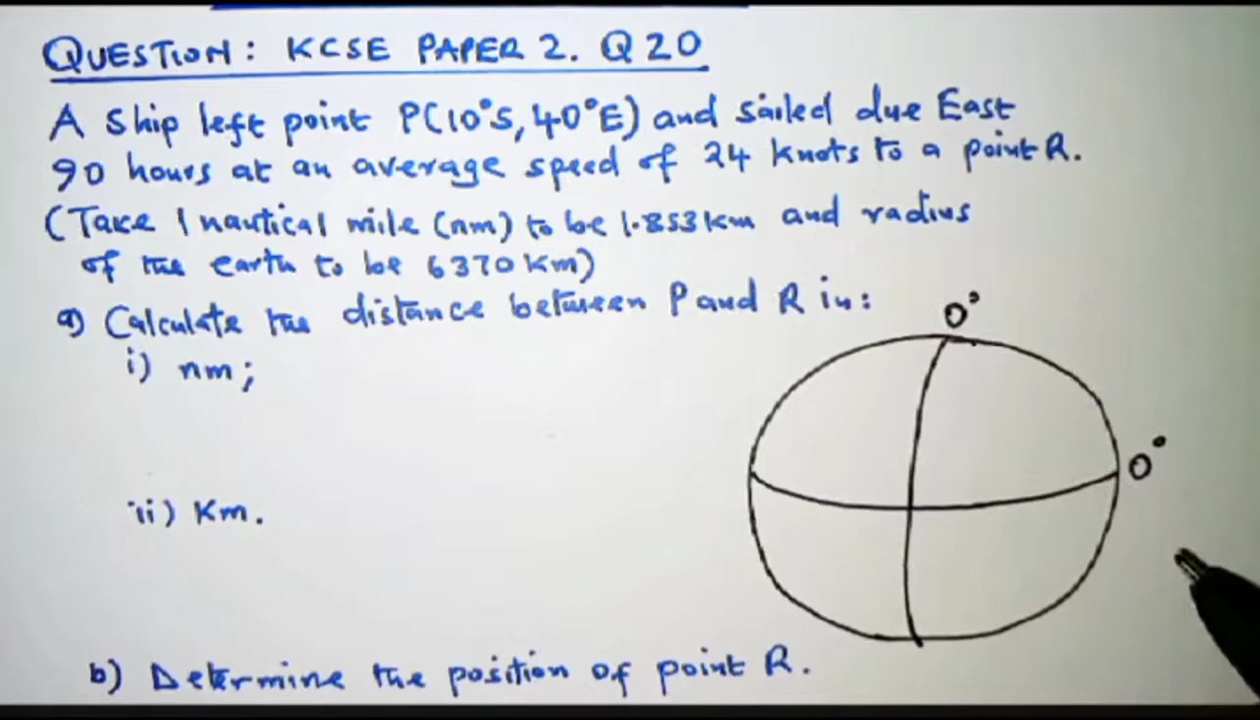 QUESTION: KCSE PAPER 2. Q20
A Ship left point P(10°S, 40°E) and sailed due East
90 hours at an average speed of 24 knots to a point R.
(Take 1 nautical mile (nm) to be 1.853km and radius
of the earth to be 6370 Km)
a) Calculate the distance between P and R in:
i) nm;
ii) Km.
0°
0°
b) Determine the position of point R.